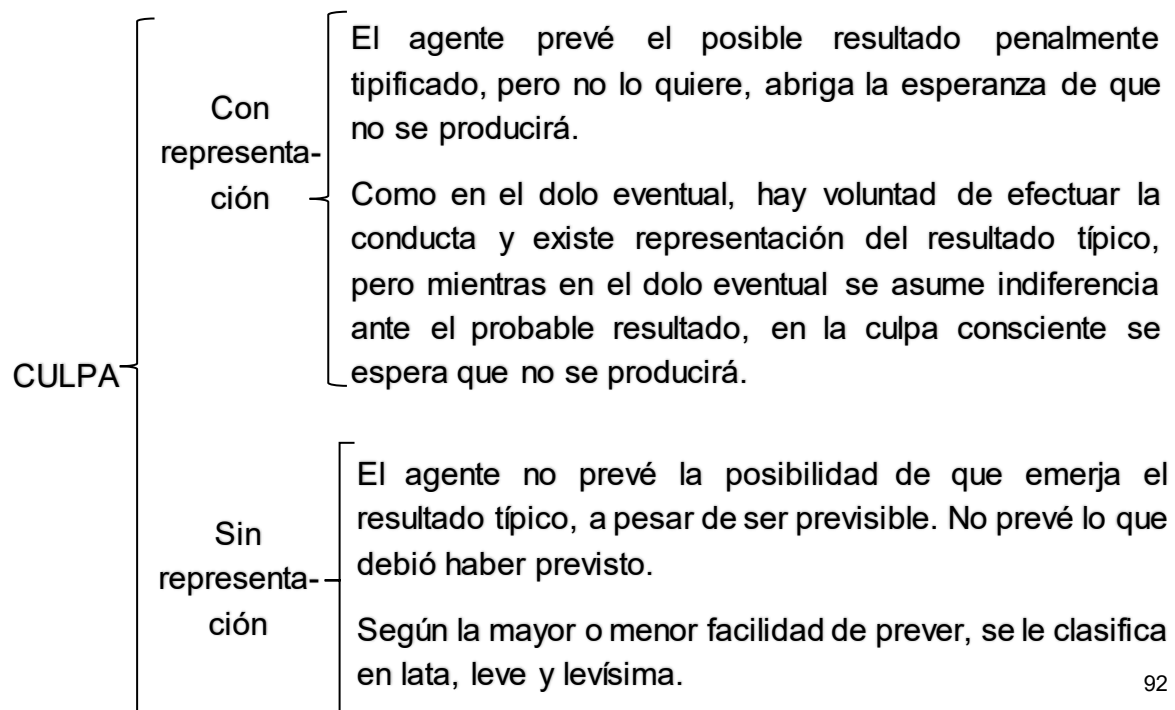 CULPA
Con
representa-
ción
El agente prevé el posible resultado penalmente
tipificado, pero no lo quiere, abriga la esperanza de que
no se producirá.
Como en el dolo eventual, hay voluntad de efectuar la
conducta y existe representación del resultado típico,
pero mientras en el dolo eventual se asume indiferencia
ante el probable resultado, en la culpa consciente se
espera que no se producirá.
Sin
representa-
ción
El agente no prevé la posibilidad de que emerja el
resultado típico, a pesar de ser previsible. No prevé lo que
debió haber previsto.
Según la mayor o menor facilidad de prever, se le clasifica
en lata, leve y levísima.
92